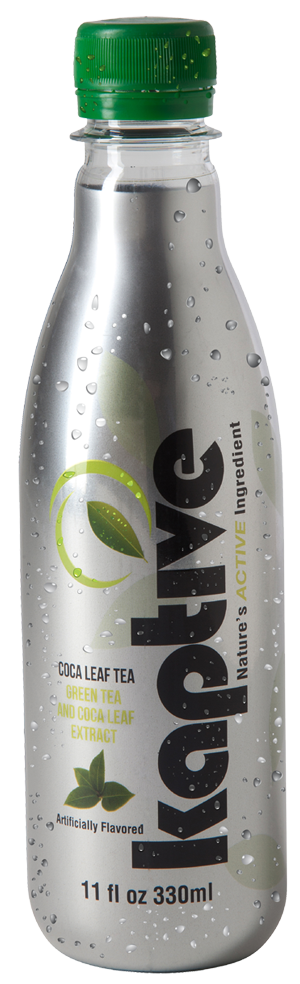 kaptive
Nature's ACTIVE Ingredient
COCA LEAF TEA
GREEN TEA
AND COCA LEAF
EXTRACT
Artificially Flavored
11 fl oz 330ml